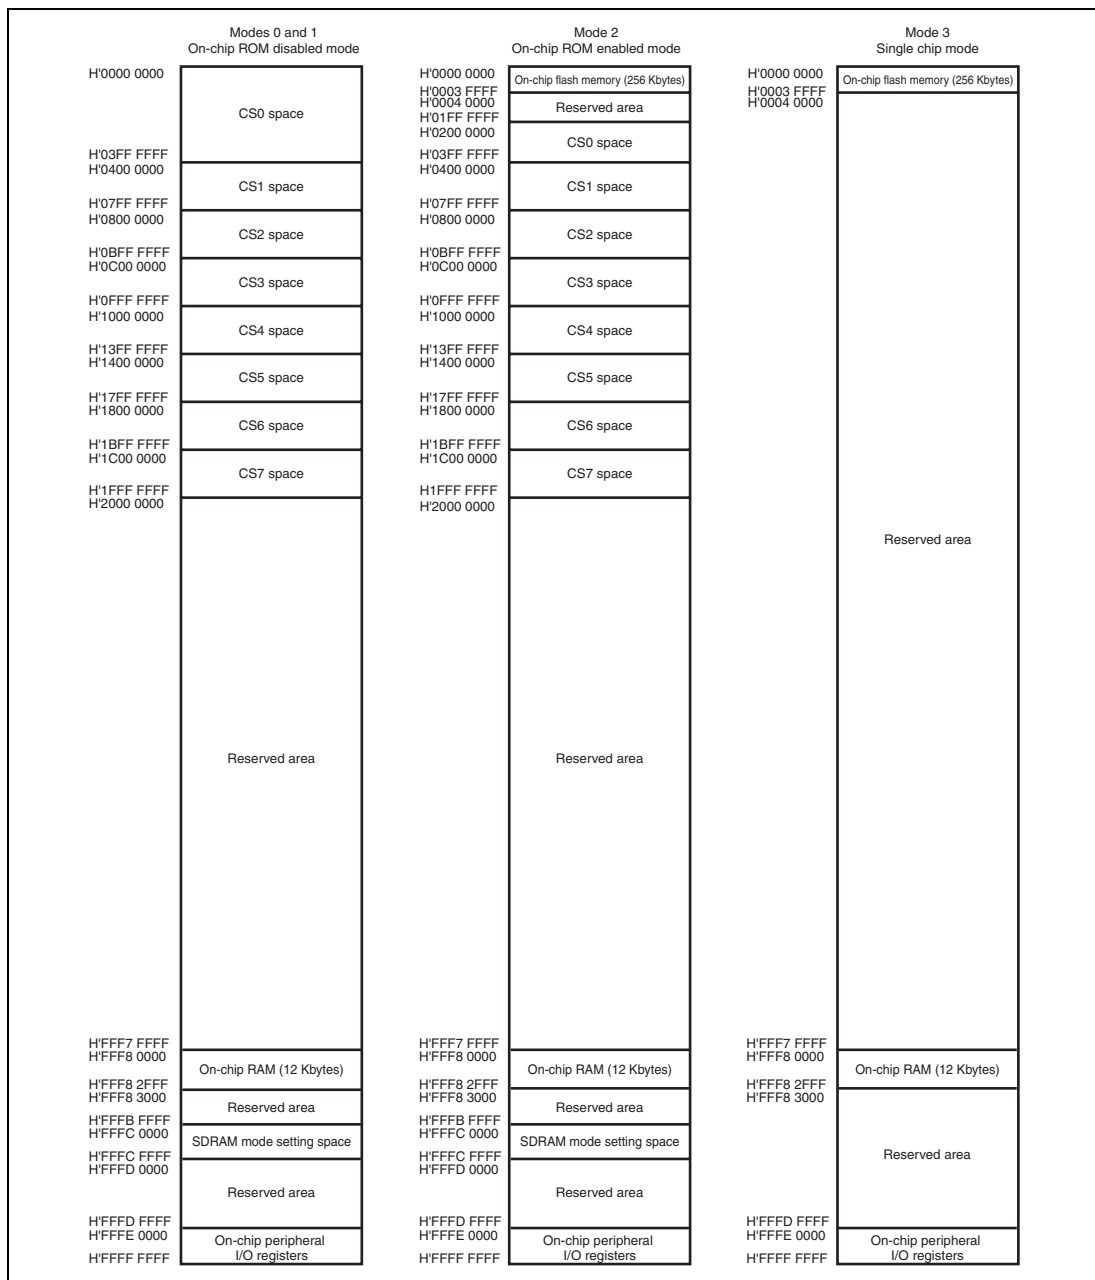 Modes 0 and 1
On-chip ROM disabled mode
H'0000 0000
CS0 space
H'03FF FFFF
H'0400 0000
CS1 space
H'07FF FFFF
H'0800 0000
CS2 space
H'0BFF FFFF
H'0C00 0000
CS3 space
H'0FFF FFFF
H'1000 0000
CS4 space
H'13FF FFFF
H'1400 0000
CS5 space
H'17FF FFFF
H'1800 0000
CS6 space
H'1BFF FFFF
H'1C00 0000
CS7 space
H'1FFF FFFF
H'2000 0000
Reserved area
H'FFF7 FFFF
H'FFF8 0000
On-chip RAM (12 Kbytes)
H'FFF8 2FFF
H'FFF8 3000
Reserved area
H'FFFB FFFF
H'FFFC 0000
SDRAM mode setting space
H'FFFC FFFF
H'FFFD 0000
Reserved area
H'FFFD FFFF
H'FFFE 0000
On-chip peripheral
I/O registers
H'FFFF FFFF
Mode 2
On-chip ROM enabled mode
H'0000 0000
On-chip flash memory (256 Kbytes)
H'0003 FFFF
H'0004 0000
Reserved area
H'01FF FFFF
H'0200 0000
CS0 space
H'03FF FFFF
H'0400 0000
CS1 space
H'07FF FFFF
H'0800 0000
CS2 space
H'0BFF FFFF
H'0C00 0000
CS3 space
H'0FFF FFFF
H'1000 0000
CS4 space
H'13FF FFFF
H'1400 0000
CS5 space
H'17FF FFFF
H'1800 0000
CS6 space
H'1BFF FFFF
H'1C00 0000
CS7 space
H1FFF FFFF
H'2000 0000
Reserved area
H'FFF7 FFFF
H'FFF8 0000
On-chip RAM (12 Kbytes)
H'FFF8 2FFF
H'FFF8 3000
Reserved area
H'FFFB FFFF
H'FFFC 0000
SDRAM mode setting space
H'FFFC FFFF
H'FFFD 0000
Reserved area
H'FFFD FFFF
H'FFFE 0000
On-chip peripheral
I/O registers
H'FFFF FFFF
Mode 3
Single chip mode
H'0000 0000
On-chip flash memory (256 Kbytes)
H'0003 FFFF
H'0004 0000
Reserved area
H'FFF7 FFFF
H'FFF8 0000
On-chip RAM (12 Kbytes)
H'FFF8 2FFF
H'FFF8 3000
Reserved area
H'FFFD FFFF
H'FFFE 0000
On-chip peripheral
I/O registers
H'FFFF FFFF